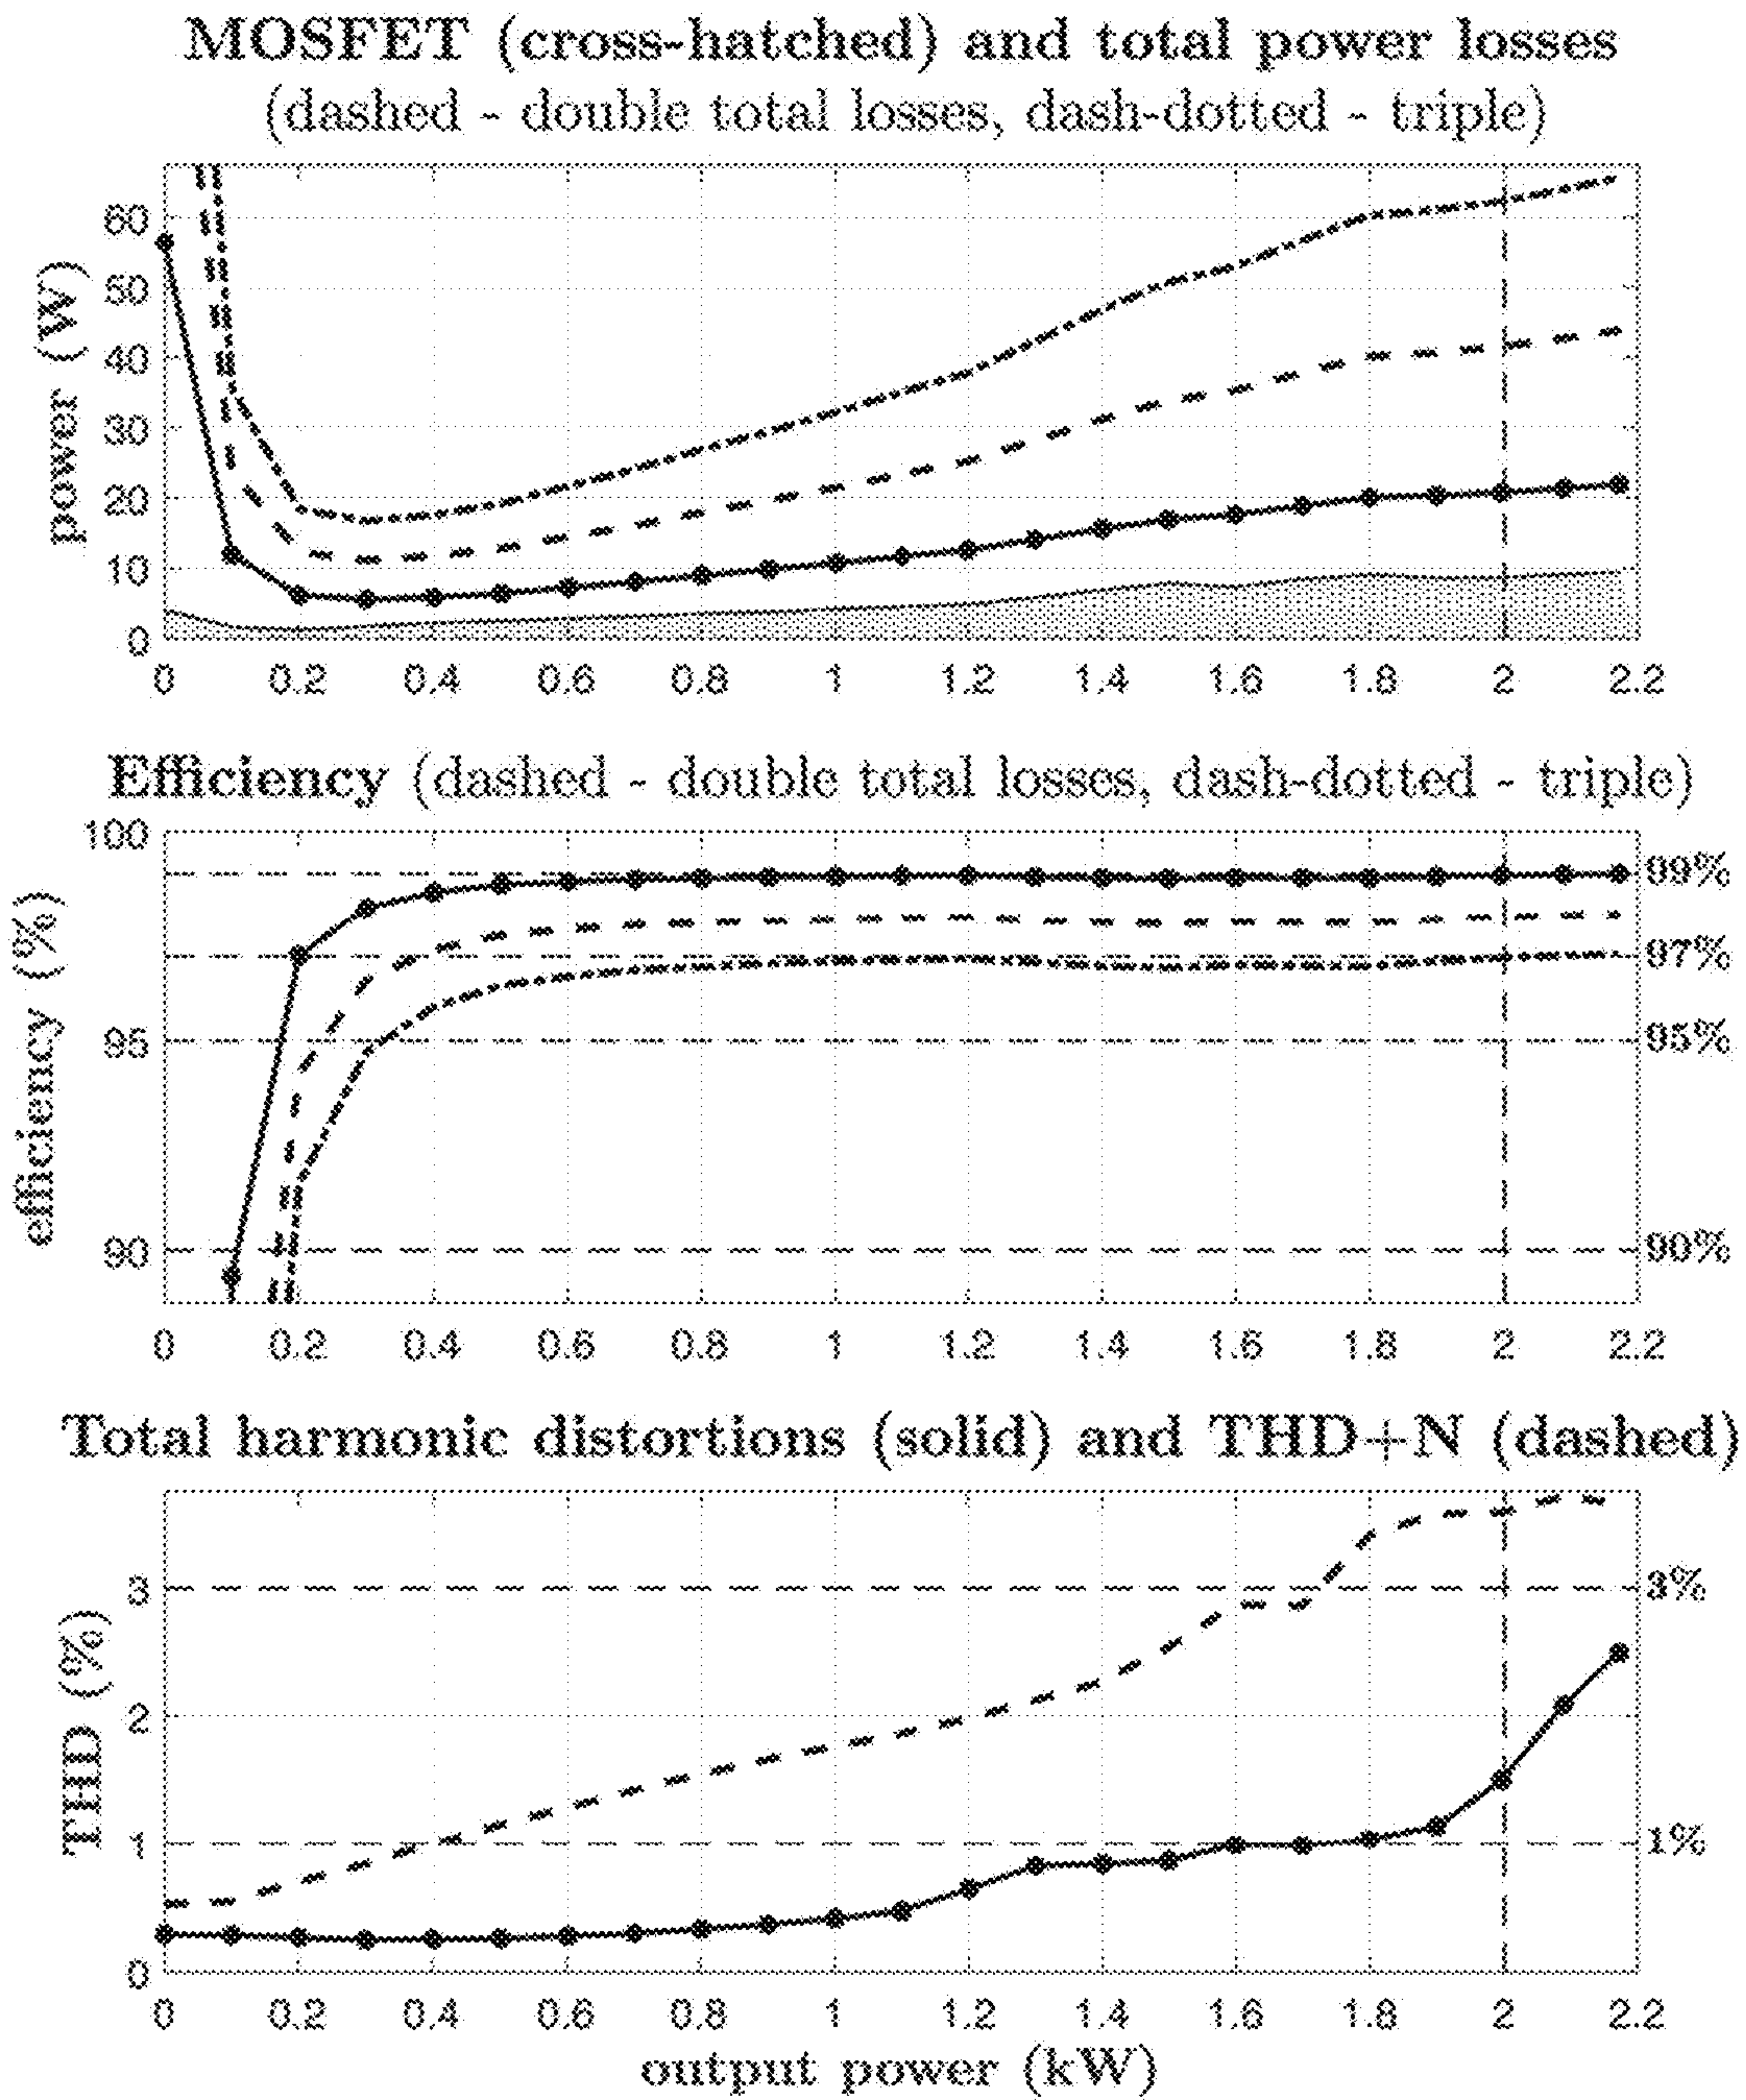 MOSFET (cross-hatched) and total power losses
(dashed - double total losses, dash-dotted - triple)
power (W)
60
50
40
30
20
10
0
0 0.2 0.4 0.6 0.8 1 1.2 1.4 1.6 1.8 2 2.2
Efficiency (dashed - double total losses, dash-dotted - triple)
efficiency (%)
100
95
90
99%
97%
95%
90%
0 0.2 0.4 0.6 0.8 1 1.2 1.4 1.6 1.8 2 2.2
Total harmonic distortions (solid) and THD+N (dashed)
THD (%)
3
2
1
0
3%
1%
0 0.2 0.4 0.6 0.8 1 1.2 1.4 1.6 1.8 2 2.2
output power (kW)